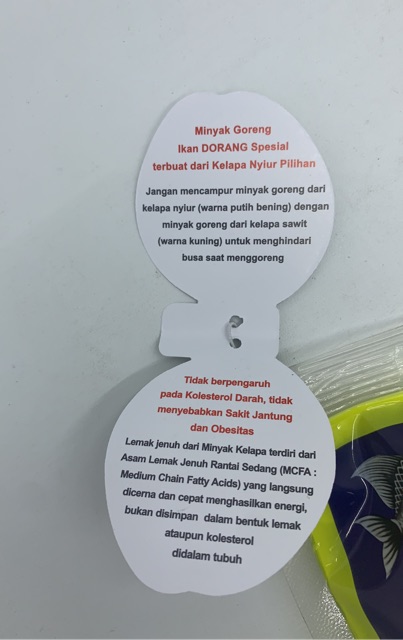 Minyak Goreng
Ikan DORANG Spesial
terbuat dari Kelapa Nyiur Pilihan
Jangan mencampur minyak goreng dari
kelapa nyiur (warna putih bening) dengan
minyak goreng dari kelapa sawit
(warna kuning) untuk menghindari
busa saat menggoreng
Tidak berpengaruh
pada Kolesterol Darah, tidak
menyebabkan Sakit Jantung
dan Obesitas
Lemak jenuh dari Minyak Kelapa terdiri dari
Asam Lemak Jenuh Rantai Sedang (MCFA :
Medium Chain Fatty Acids) yang langsung
dicerna dan cepat menghasilkan energi,
bukan disimpan dalam bentuk lemak
ataupun kolesterol
didalam tubuh